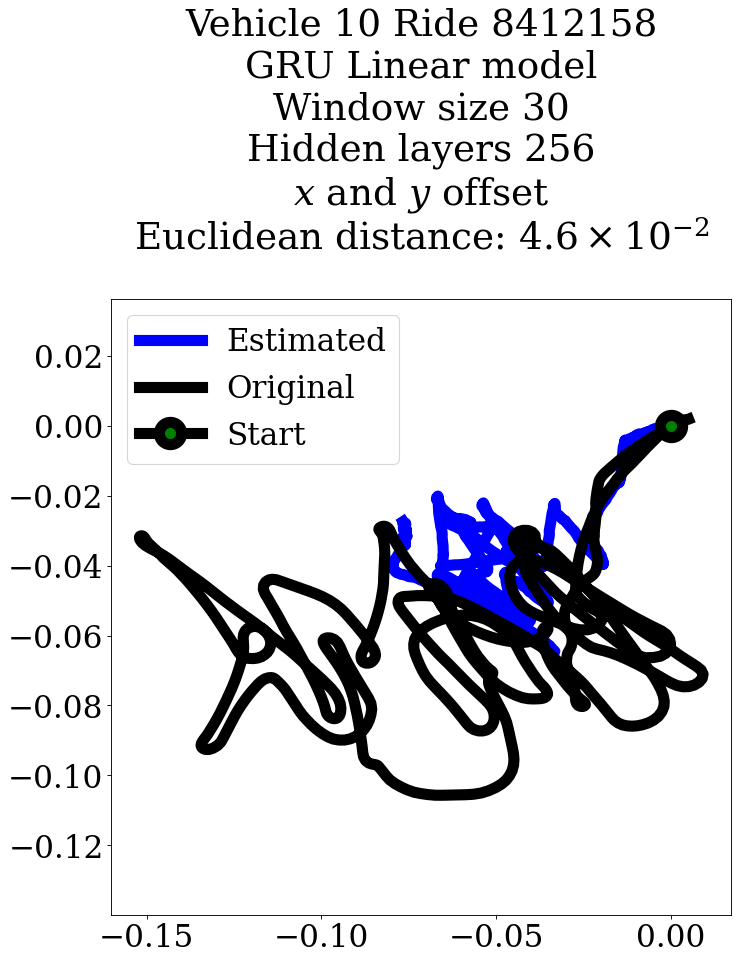 Vehicle 10 Ride 8412158
GRU Linear model
Window size 30
Hidden layers 256
x and y offset
Euclidean distance: 4.6 × 10⁻²
Estimated
Original
Start
0.02
0.00
−0.02
−0.04
−0.06
−0.08
−0.10
−0.12
−0.15 −0.10 −0.05 0.00